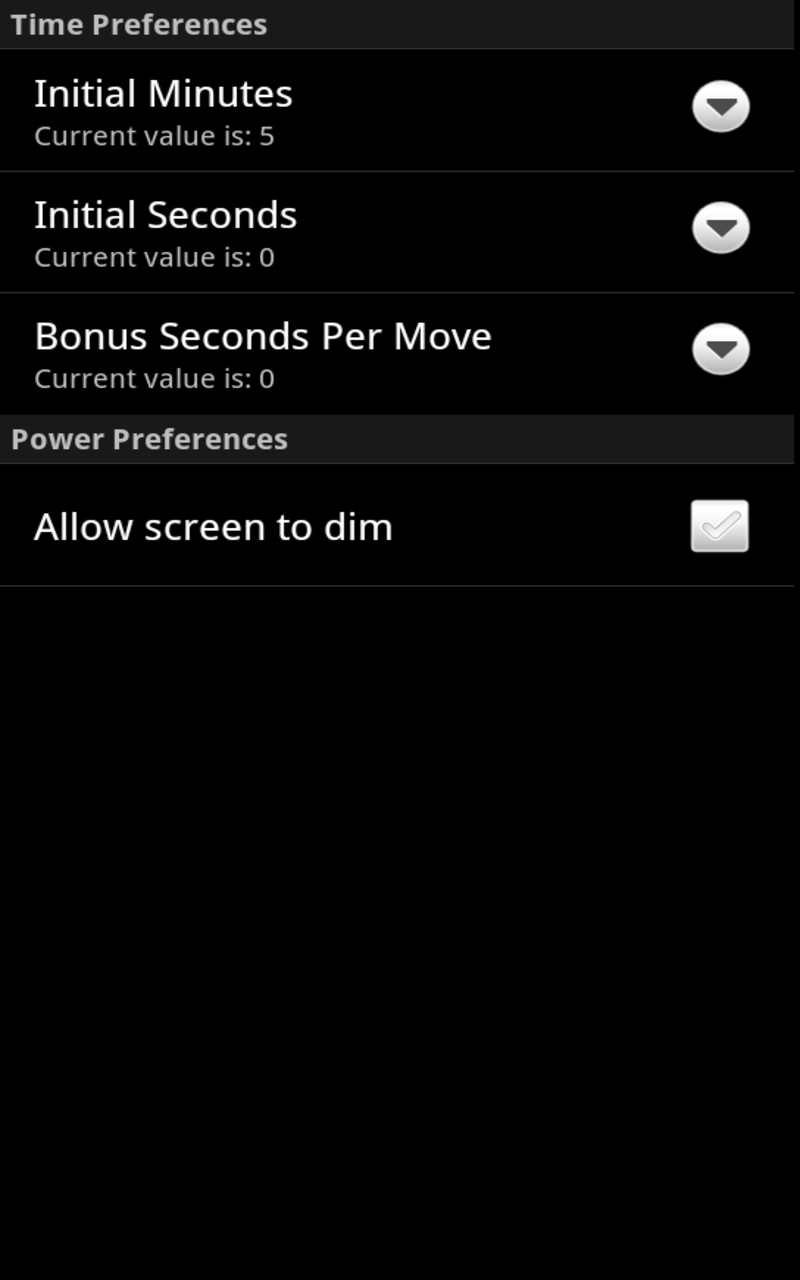 Time Preferences
Initial Minutes
Current value is: 5
Initial Seconds
Current value is: 0
Bonus Seconds Per Move
Current value is: 0
Power Preferences
Allow screen to dim